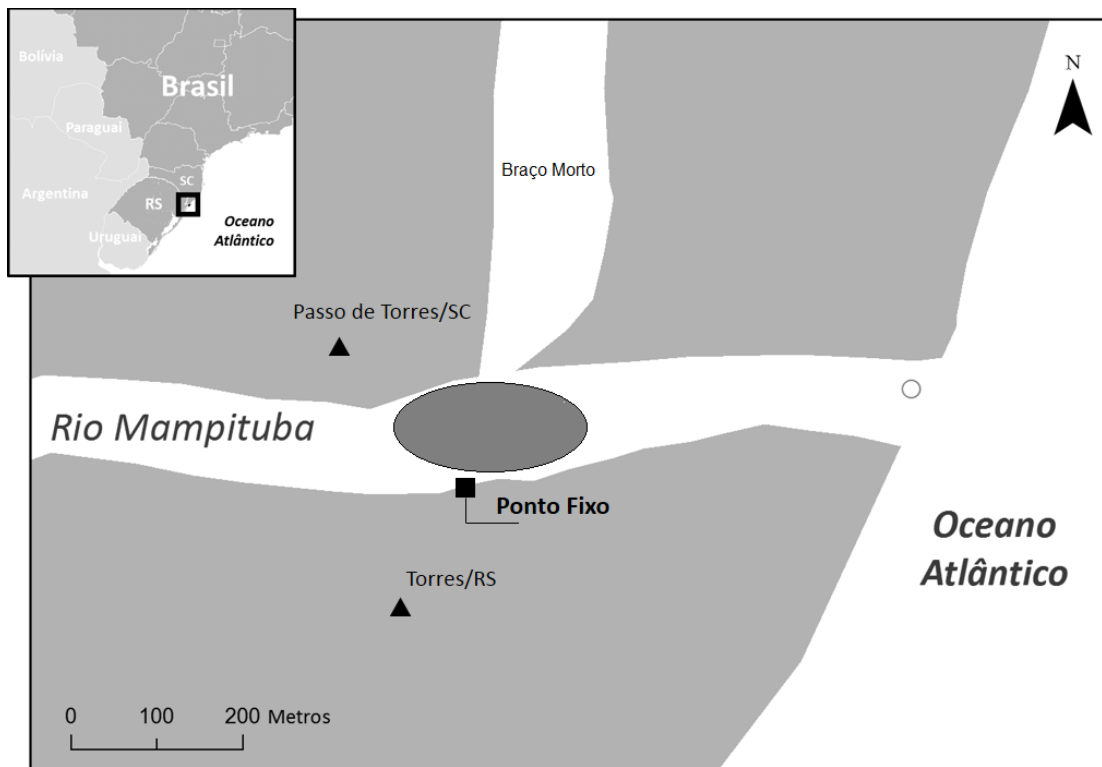 Bolívia
Brasil
Paraguai
Argentina
SC
RS
Uruguai
Oceano
Atlântico
N
Braço Morto
Passo de Torres/SC
Rio Mampituba
Ponto Fixo
Oceano
Atlântico
Torres/RS
0 100 200 Metros